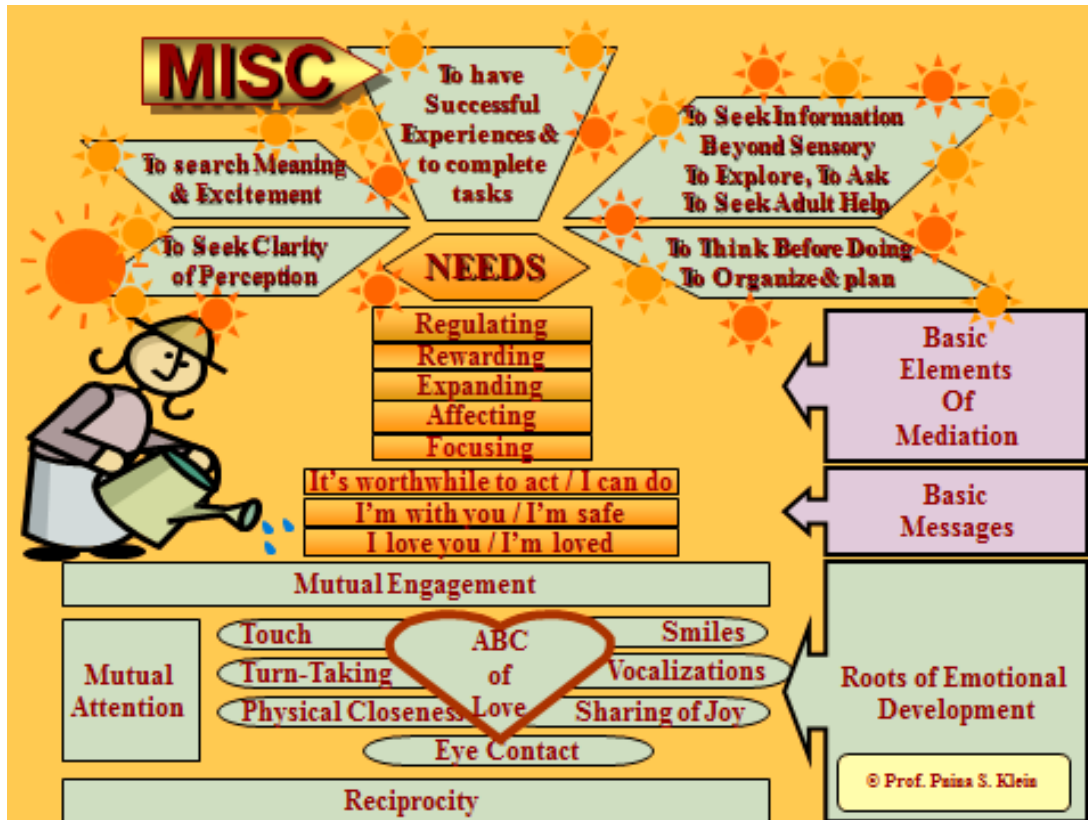 MISC
To have
Successful
Experiences &
to complete
tasks
To Seek Information
Beyond Sensory
To Explore, To Ask
To Seek Adult Help
To search Meaning
& Excitement
To Seek Clarity
of Perception
NEEDS
To Think Before Doing
To Organize & plan
Regulating
Rewarding
Expanding
Affecting
Focusing
Basic
Elements
Of
Mediation
It's worthwhile to act / I can do
I'm with you / I'm safe
I love you / I'm loved
Basic
Messages
Mutual Engagement
Mutual
Attention
Touch
Turn-Taking
Physical Closeness
ABC
of
Love
Smiles
Vocalizations
Sharing of Joy
Eye Contact
Reciprocity
Roots of Emotional
Development
© Prof. Pnina S. Klein